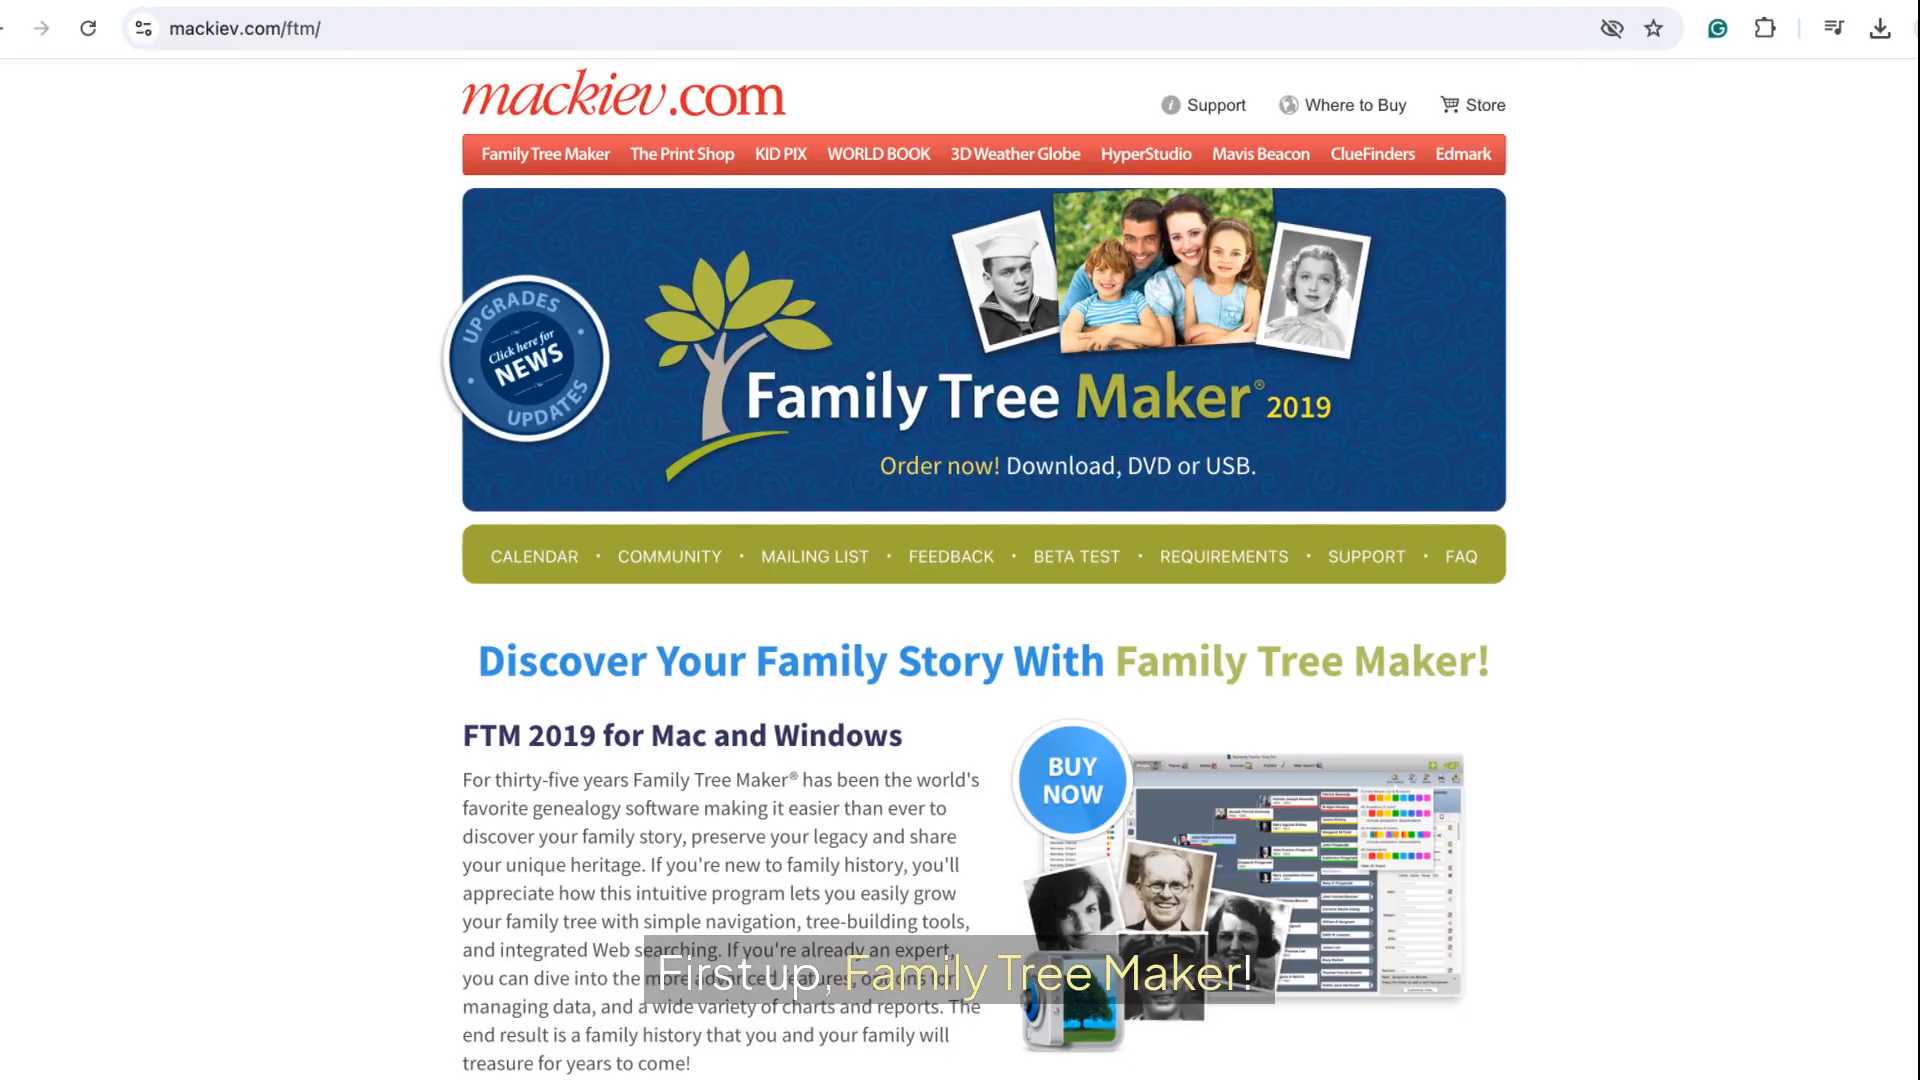 mackiev.com/ftm/
mackiev.com
Support
Where to Buy
Store
Family Tree Maker
The Print Shop
KID PIX
WORLD BOOK
3D Weather Globe
HyperStudio
Mavis Beacon
ClueFinders
Edmark
UPGRADES
Click here for
NEWS
UPDATES
Family Tree Maker® 2019
Order now! Download, DVD or USB.
CALENDAR • COMMUNITY • MAILING LIST • FEEDBACK • BETA TEST • REQUIREMENTS • SUPPORT • FAQ
Discover Your Family Story With Family Tree Maker!
FTM 2019 for Mac and Windows
For thirty-five years Family Tree Maker® has been the world's
favorite genealogy software making it easier than ever to
discover your family story, preserve your legacy and share
your unique heritage. If you're new to family history, you'll
appreciate how this intuitive program lets you easily grow
your family tree with simple navigation, tree-building tools,
and integrated Web searching. If you're already an expert,
you can dive into the more advanced features, options for
managing data, and a wide variety of charts and reports. The
end result is a family history that you and your family will
treasure for years to come!
BUY
NOW
First up, Family Tree Maker!